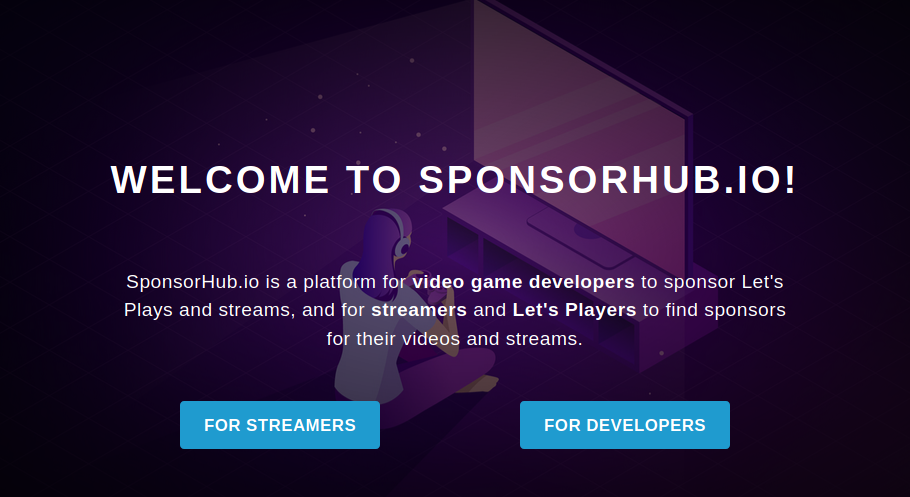 WELCOME TO SPONSORHUB.IO!
SponsorHub.io is a platform for video game developers to sponsor Let's
Plays and streams, and for streamers and Let's Players to find sponsors
for their videos and streams.
FOR STREAMERS
FOR DEVELOPERS